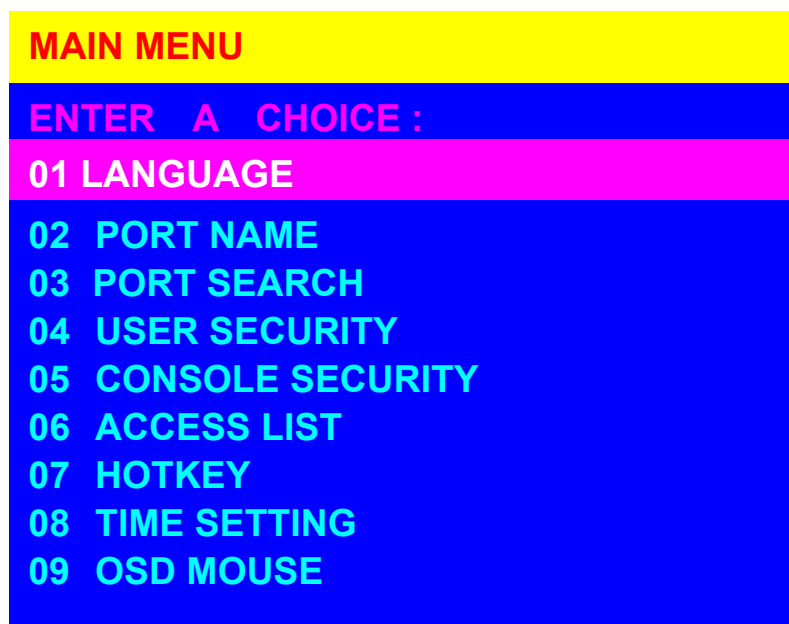 MAIN MENU
ENTER A CHOICE :
01 LANGUAGE
02 PORT NAME
03 PORT SEARCH
04 USER SECURITY
05 CONSOLE SECURITY
06 ACCESS LIST
07 HOTKEY
08 TIME SETTING
09 OSD MOUSE